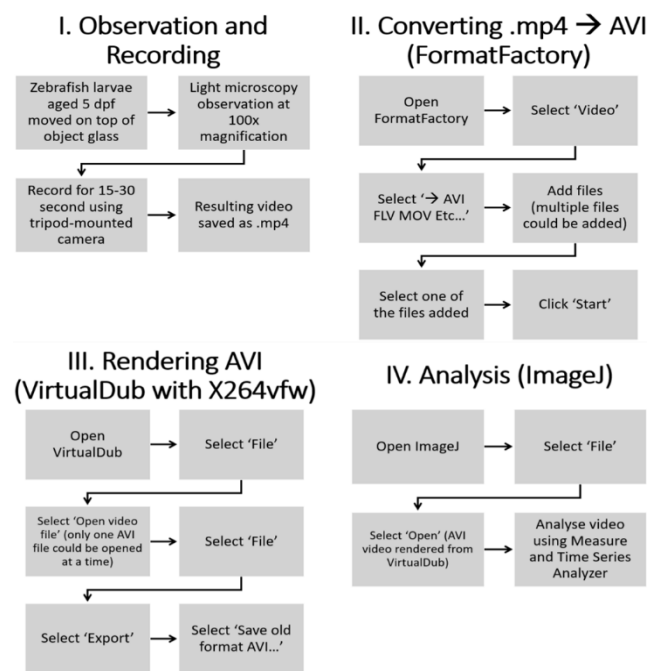 I. Observation and
Recording
Zebrafish larvae
aged 5 dpf
moved on top of
object glass
Light microscopy
observation at
100x
magnification
Record for 15-30
second using
tripod-mounted
camera
Resulting video
saved as .mp4
II. Converting .mp4 → AVI
(FormatFactory)
Open
FormatFactory
Select ‘Video’
Select ‘→ AVI
FLV MOV Etc...’
Add files
(multiple files
could be added)
Select one of
the files added
Click ‘Start’
III. Rendering AVI
(VirtualDub with X264vfw)
Open
VirtualDub
Select ‘File’
Select ‘Open video
file’ (only one AVI
file could be opened
at a time)
Select ‘File’
Select ‘Export’
Select ‘Save old
format AVI...’
IV. Analysis (ImageJ)
Open ImageJ
Select ‘File’
Select ‘Open’ (AVI
video rendered from
VirtualDub)
Analyse video
using Measure
and Time Series
Analyzer